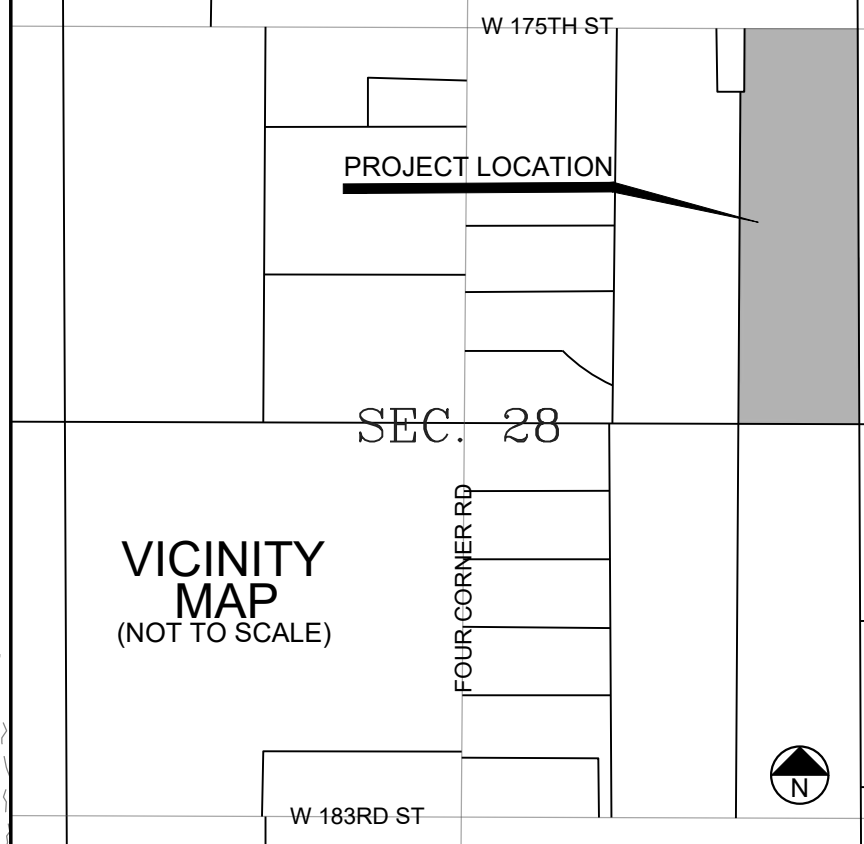 W 175TH ST
PROJECT LOCATION
SEC. 28
FOUR CORNER RD
VICINITY
MAP
(NOT TO SCALE)
N
W 183RD ST